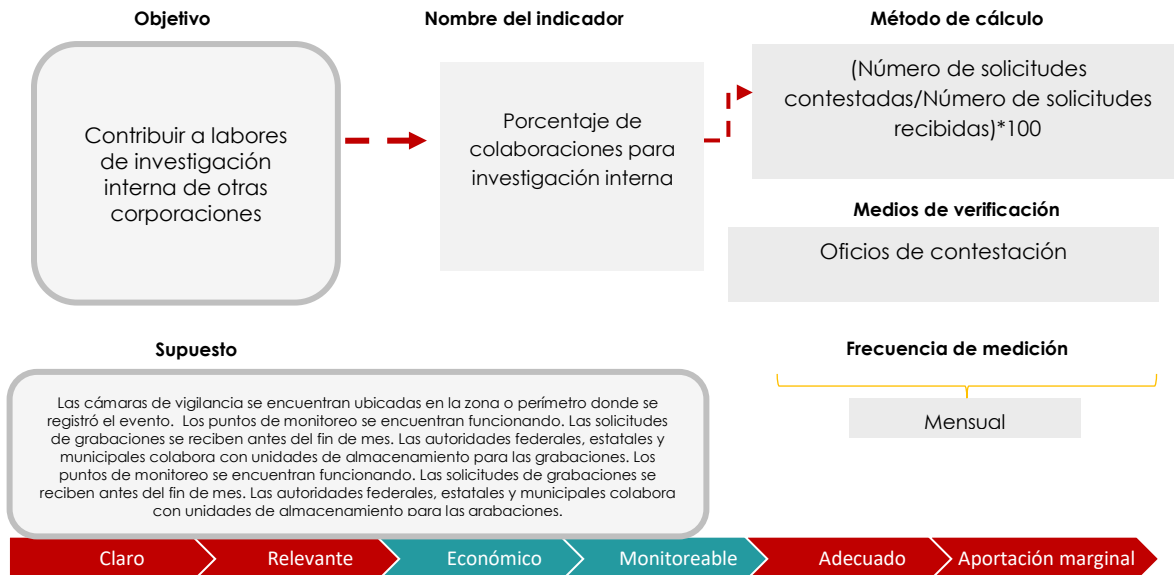 Objetivo
Nombre del indicador
Método de cálculo
Contribuir a labores
de investigación
interna de otras
corporaciones
Porcentaje de
colaboraciones para
investigación interna
(Número de solicitudes
contestadas/Número de solicitudes
recibidas)*100
Medios de verificación
Oficios de contestación
Supuesto
Las cámaras de vigilancia se encuentran ubicadas en la zona o perímetro donde se
registró el evento. Los puntos de monitoreo se encuentran funcionando. Las solicitudes
de grabaciones se reciben antes del fin de mes. Las autoridades federales, estatales y
municipales colabora con unidades de almacenamiento para las grabaciones. Los
puntos de monitoreo se encuentran funcionando. Las solicitudes de grabaciones se
reciben antes del fin de mes. Las autoridades federales, estatales y municipales colabora
con unidades de almacenamiento para las grabaciones.
Frecuencia de medición
Mensual
Claro
Relevante
Económico
Monitoreable
Adecuado
Aportación marginal